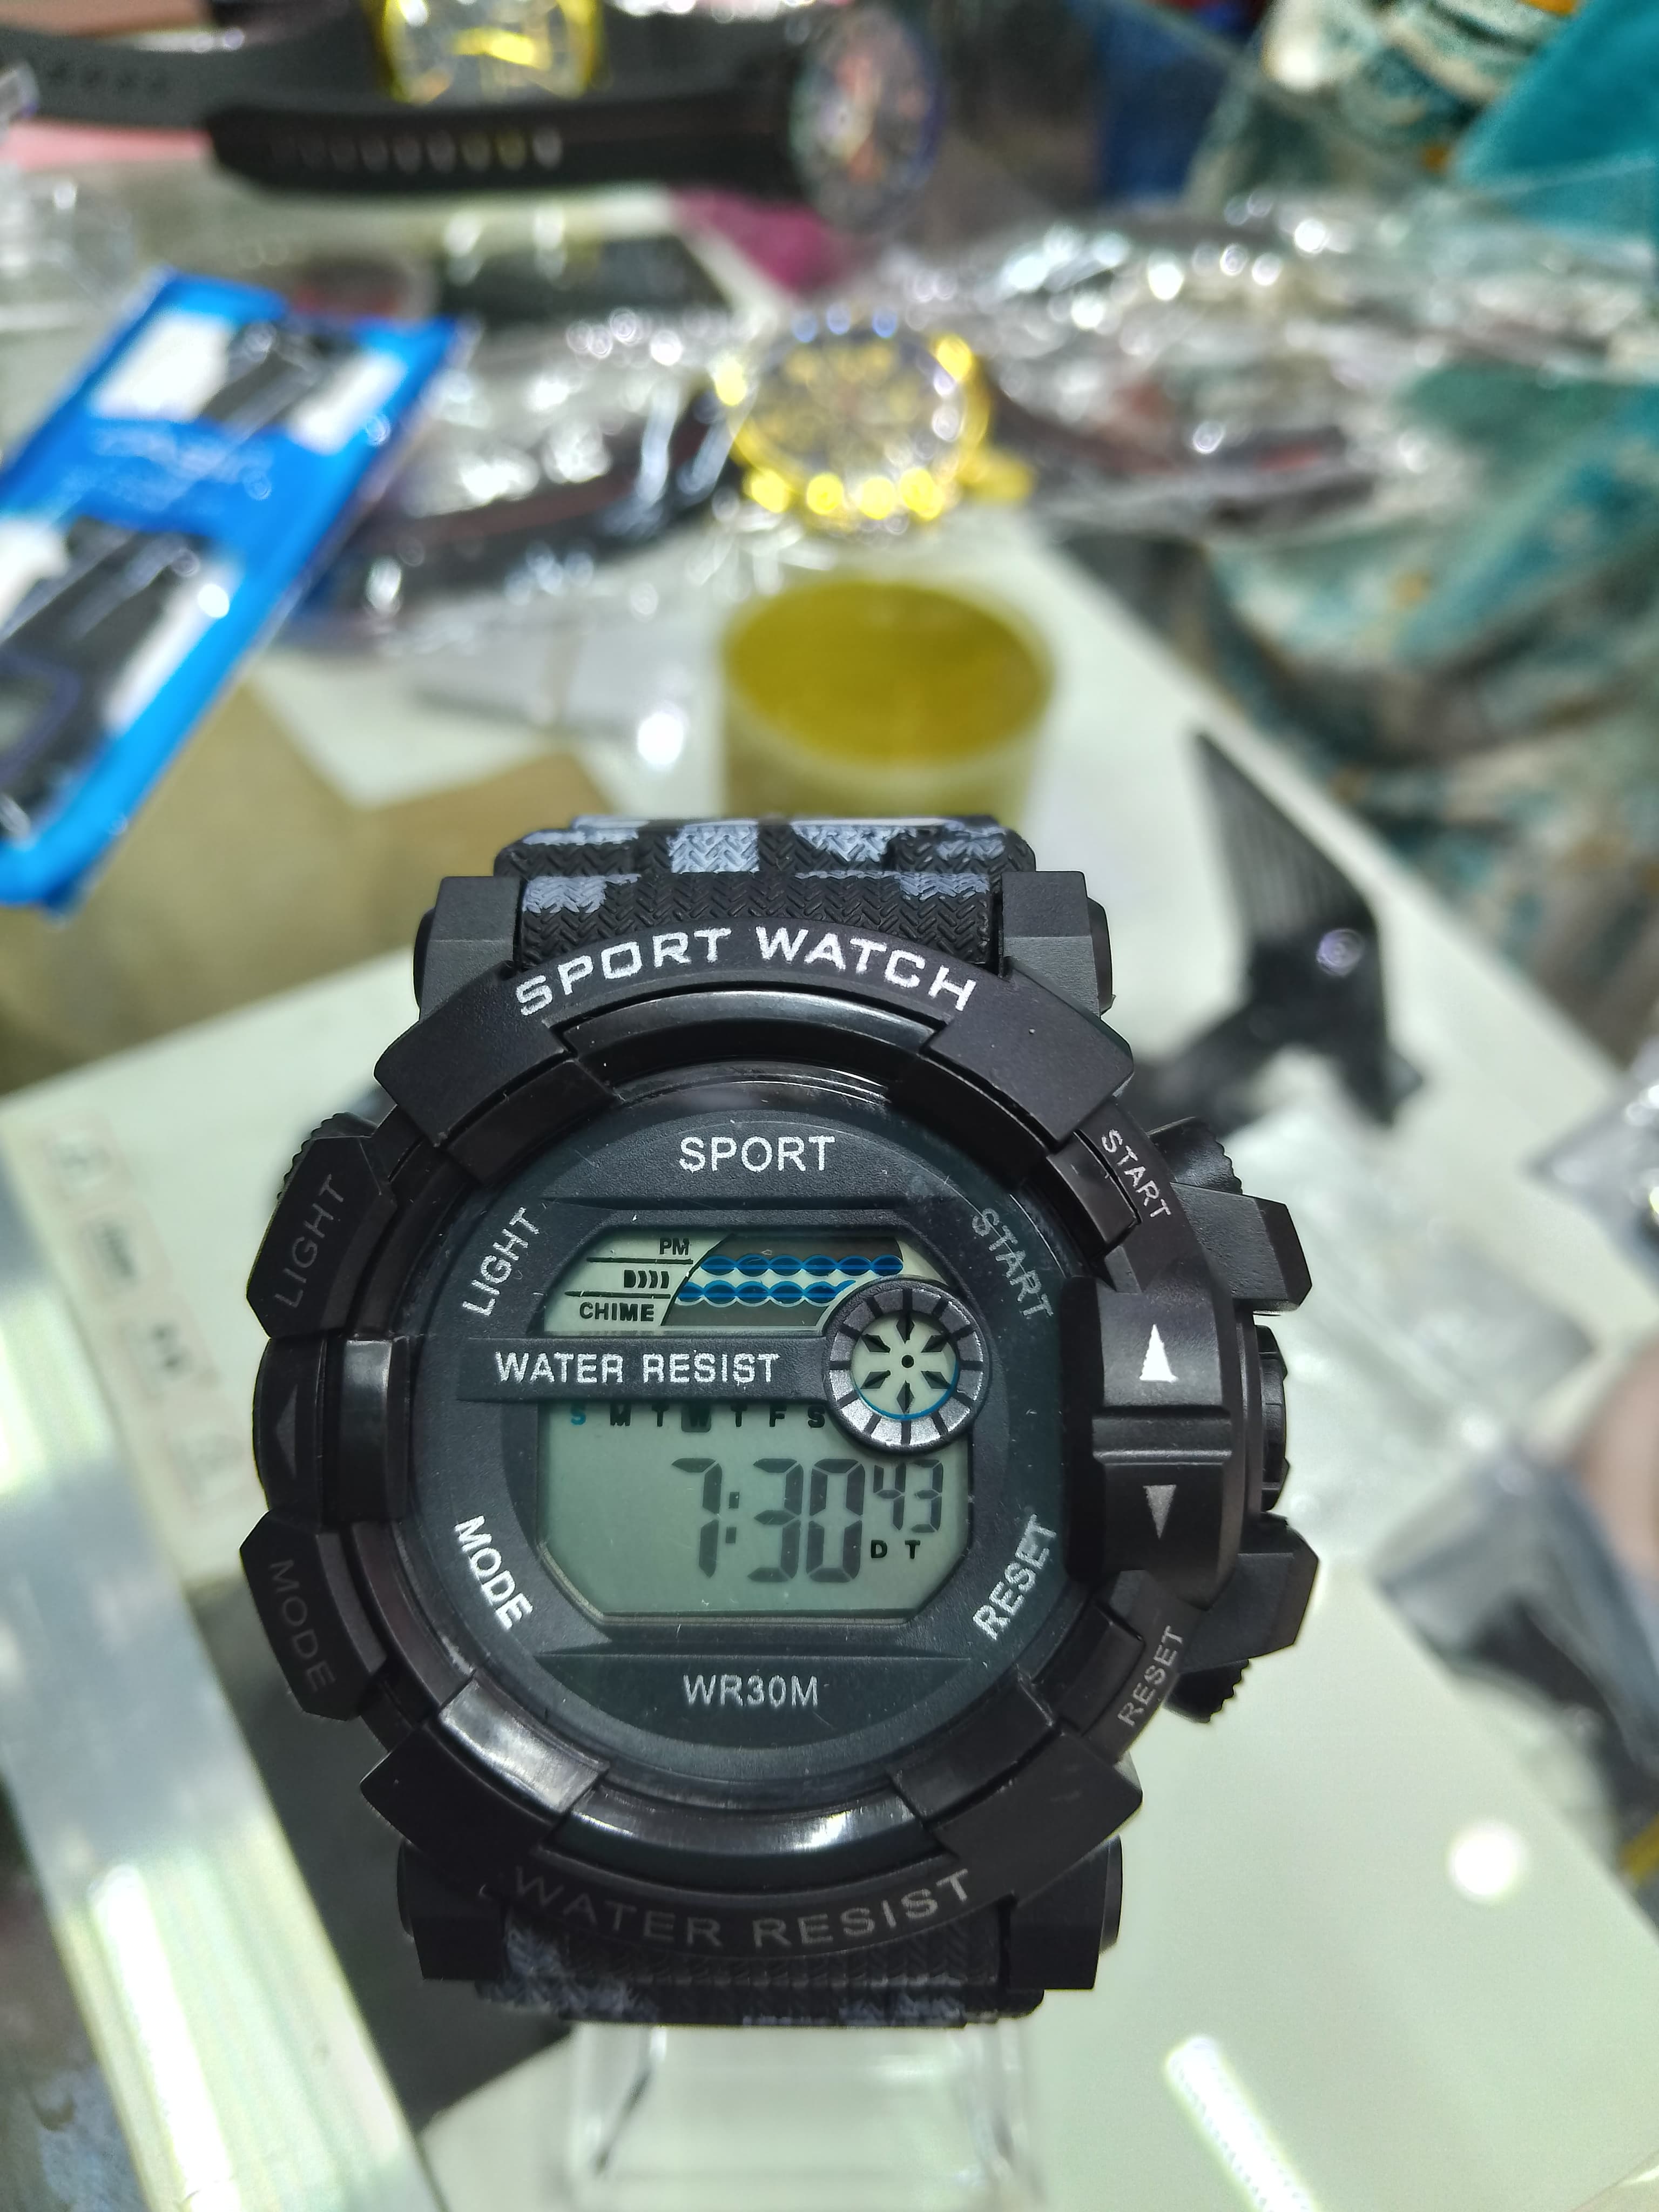 SPORT WATCH
SPORT
LIGHT
LIGHT
START
START
PM
CHIME
WATER RESIST
S M T W T F S
7:30 43
D T
MODE
MODE
RESET
RESET
WR30M
WATER RESIST